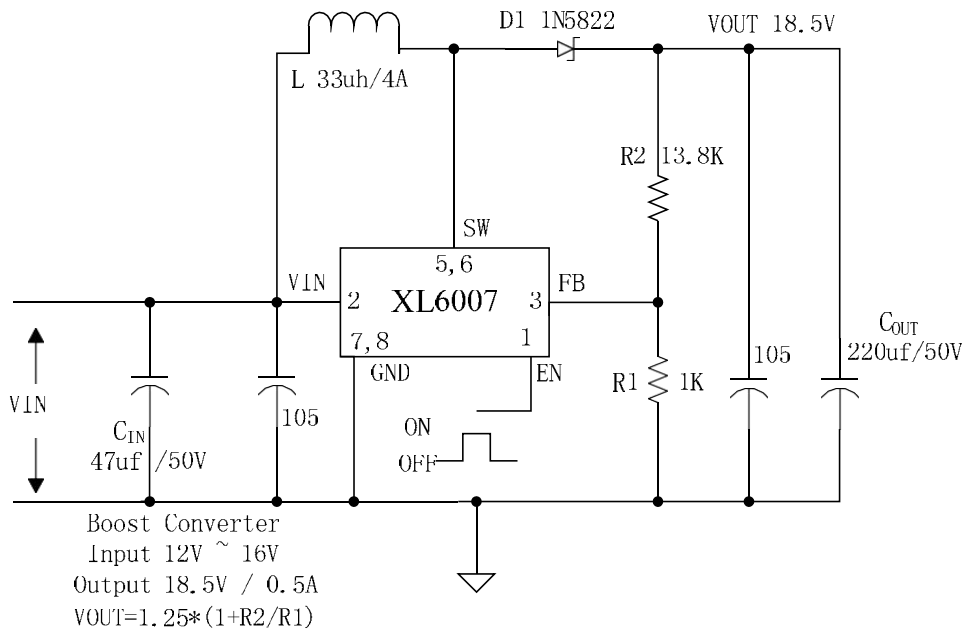 D1 1N5822
VOUT 18.5V
L 33uh/4A
R2 13.8K
SW
5,6
VIN
2
XL6007
3
FB
7,8
1
GND
EN
COUT
220uf/50V
105
R1 1K
VIN
CIN
47uf/50V
105
ON
OFF
Boost Converter
Input 12V ~ 16V
Output 18.5V / 0.5A
VOUT=1.25*(1+R2/R1)